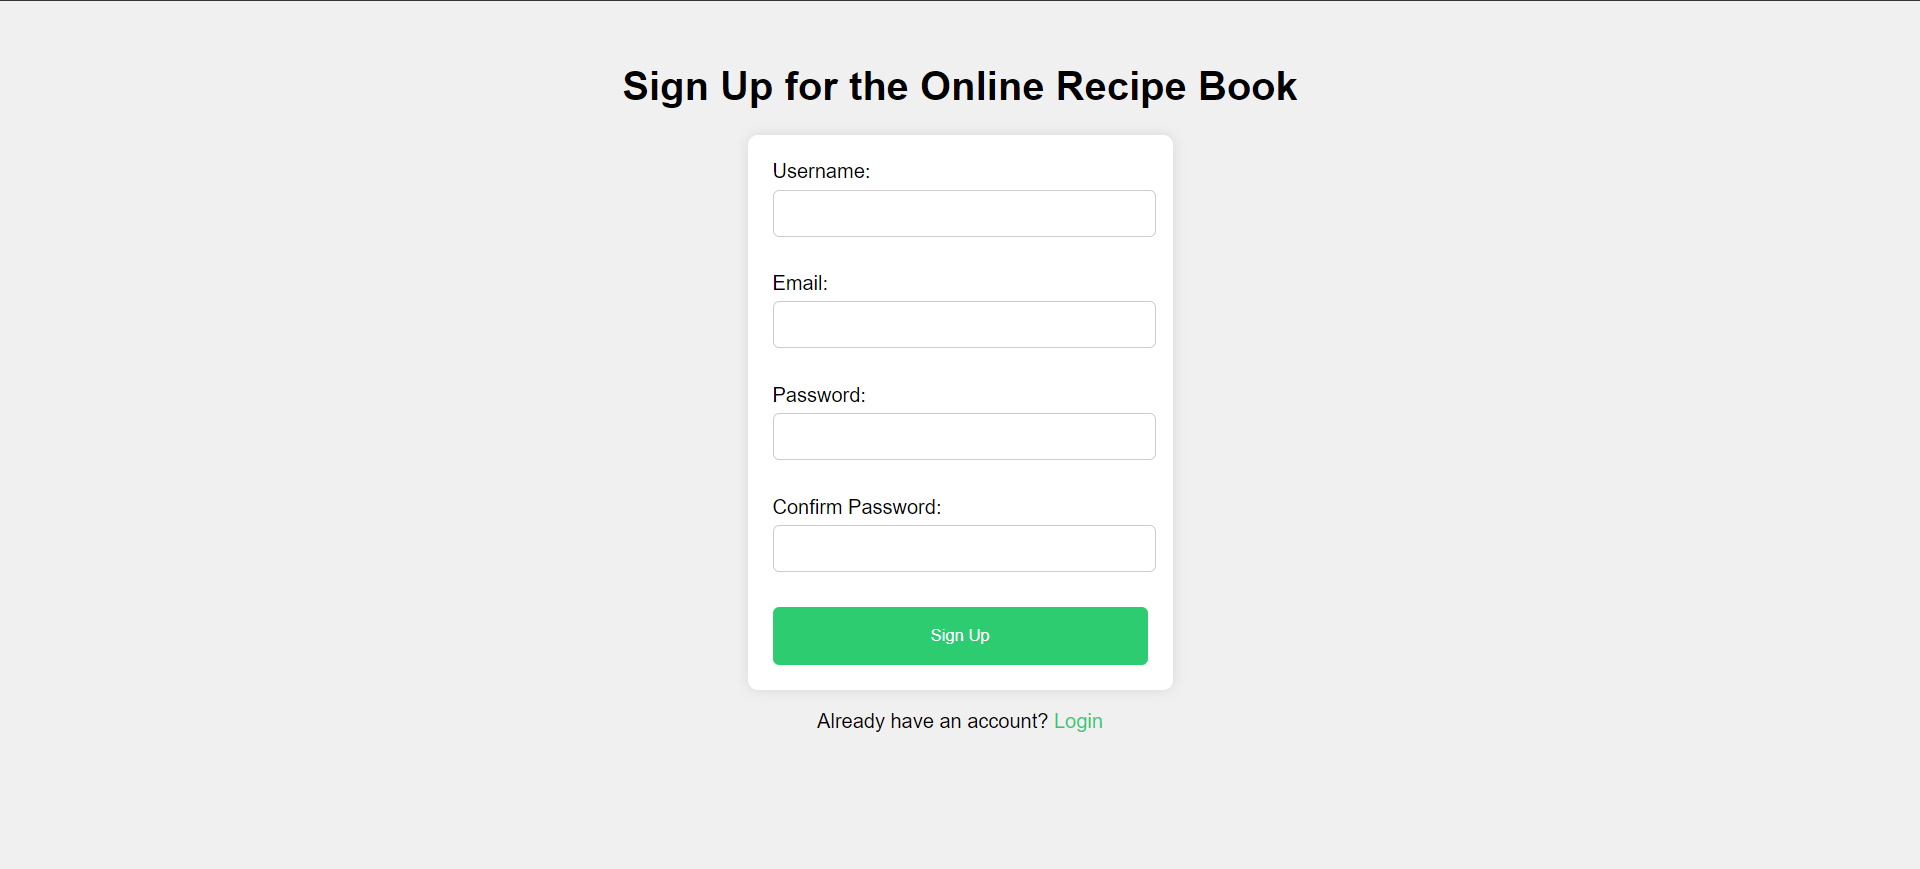 Sign Up for the Online Recipe Book
Username:
Email:
Password:
Confirm Password:
Sign Up
Already have an account? Login